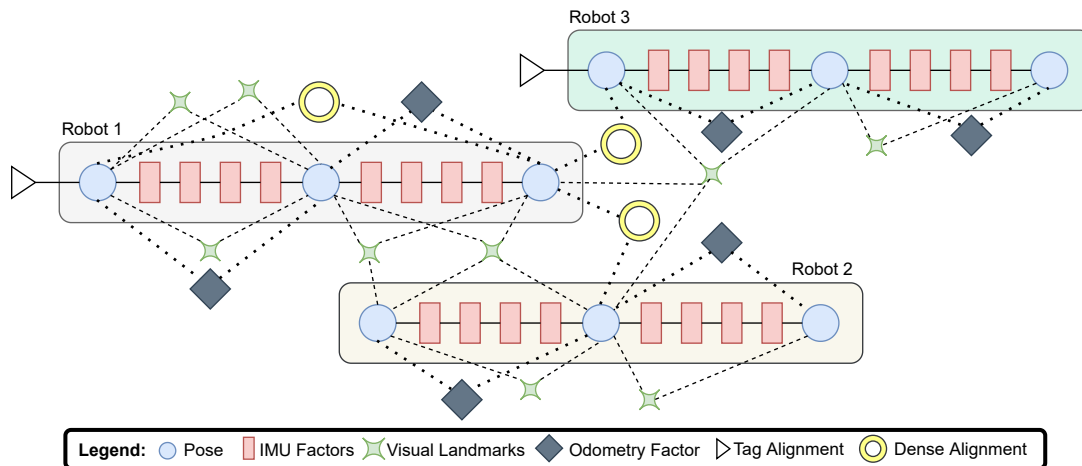 Robot 3
Robot 1
Robot 2
Legend: Pose IMU Factors Visual Landmarks Odometry Factor Tag Alignment Dense Alignment